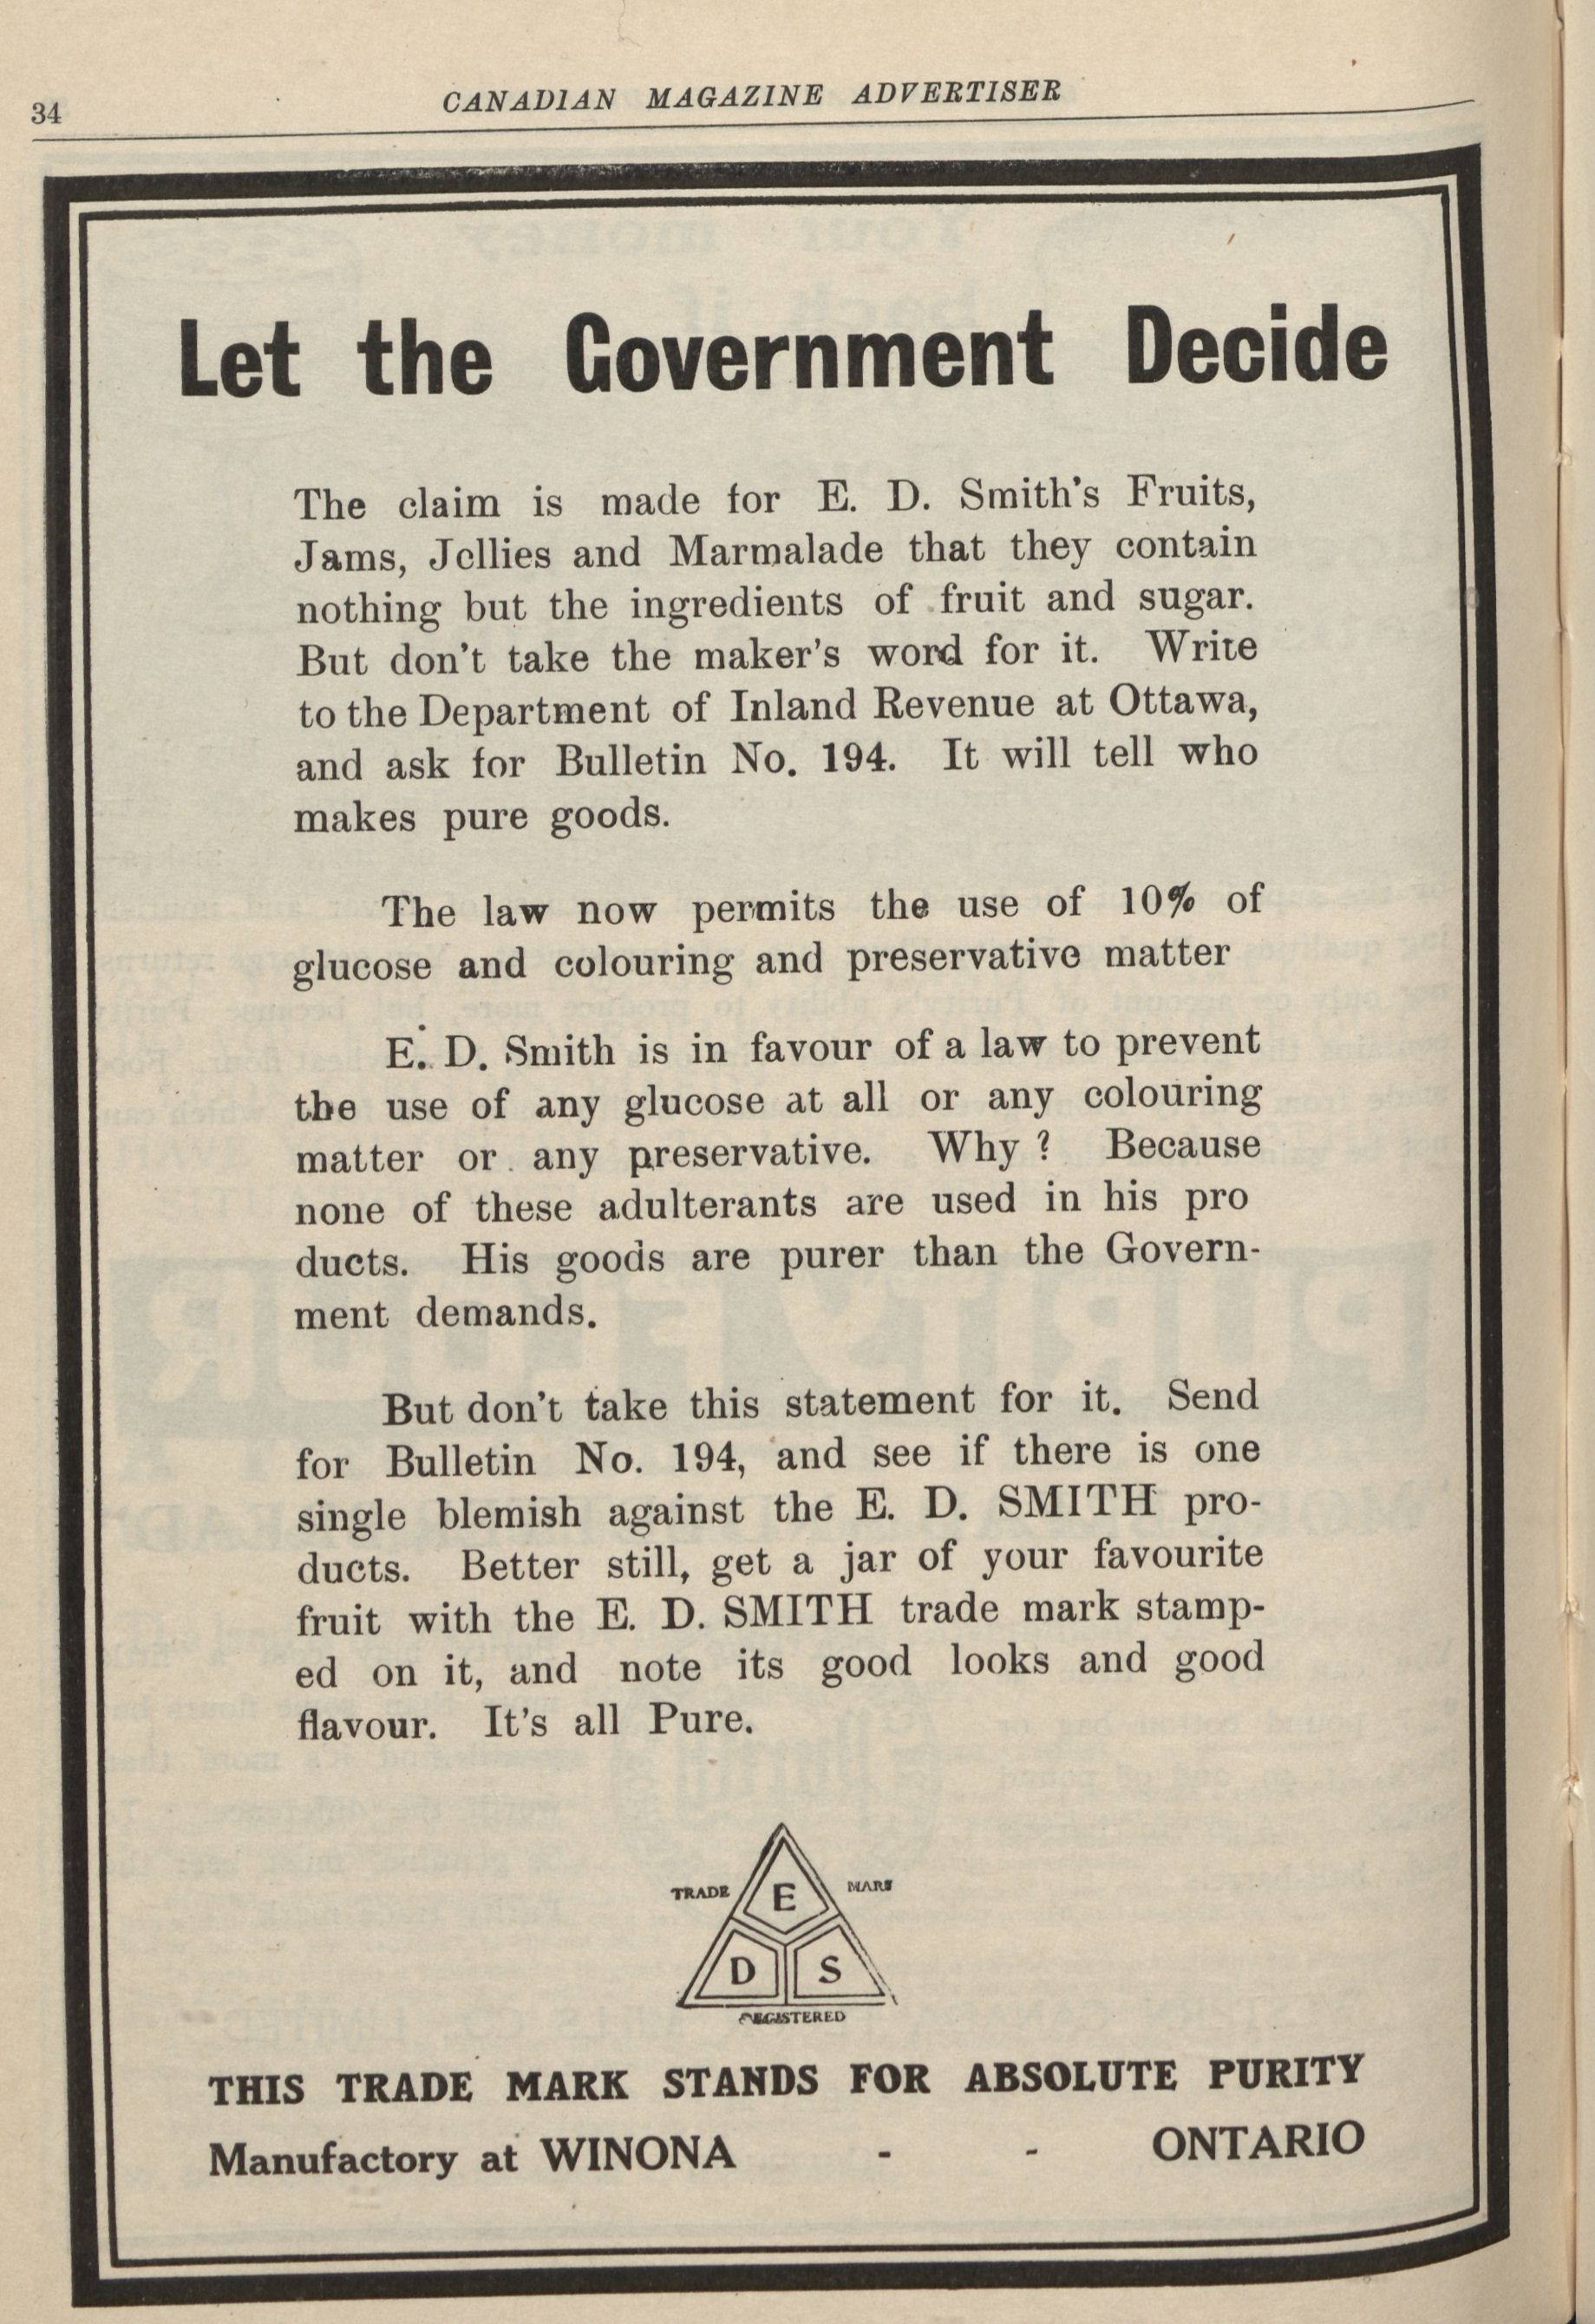 34
CANADIAN MAGAZINE ADVERTISER
Let the Government Decide
The claim is made for E. D. Smith's Fruits,
Jams, Jellies and Marmalade that they contain
nothing but the ingredients of fruit and sugar.
But don't take the maker's word for it. Write
to the Department of Inland Revenue at Ottawa,
and ask for Bulletin No. 194. It will tell who
makes pure goods.
The law now permits the use of 10% of
glucose and colouring and preservative matter
E. D. Smith is in favour of a law to prevent
the use of any glucose at all or any colouring
matter or any preservative. Why ? Because
none of these adulterants are used in his pro
ducts. His goods are purer than the Govern-
ment demands.
But don't take this statement for it. Send
for Bulletin No. 194, and see if there is one
single blemish against the E. D. SMITH pro-
ducts. Better still, get a jar of your favourite
fruit with the E. D. SMITH trade mark stamp-
ed on it, and note its good looks and good
flavour. It's all Pure.
TRADE MARK
E
D S
REGISTERED
THIS TRADE MARK STANDS FOR ABSOLUTE PURITY
Manufactory at WINONA - - ONTARIO